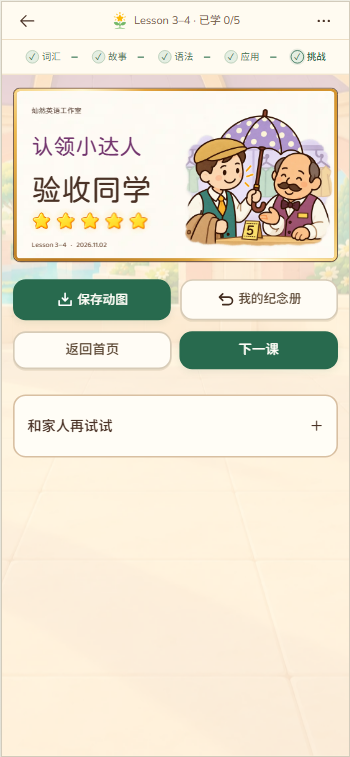 Lesson 3–4 · 已学 0/5
词汇 – 故事 – 语法 – 应用 – 挑战
灿然英语工作室
认领小达人
验收同学
Lesson 3–4 · 2026.11.02
5
保存动图
我的纪念册
返回首页
下一课
和家人再试试 +